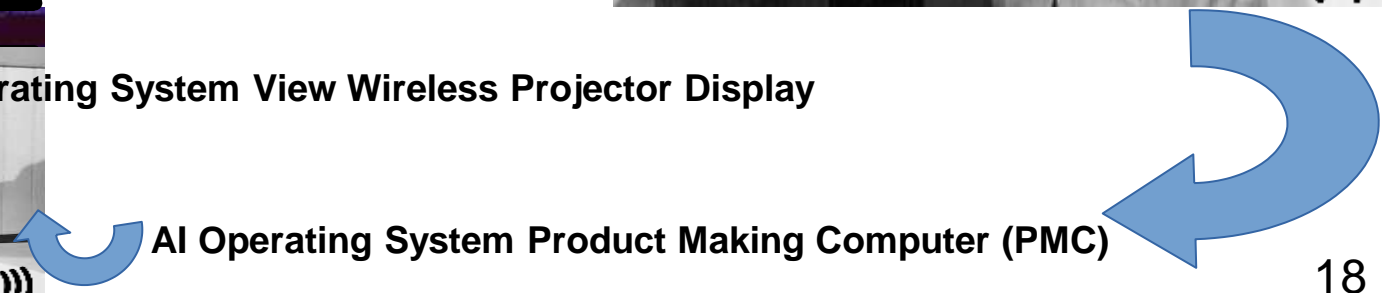 rating System View Wireless Projector Display
AI Operating System Product Making Computer (PMC)
18